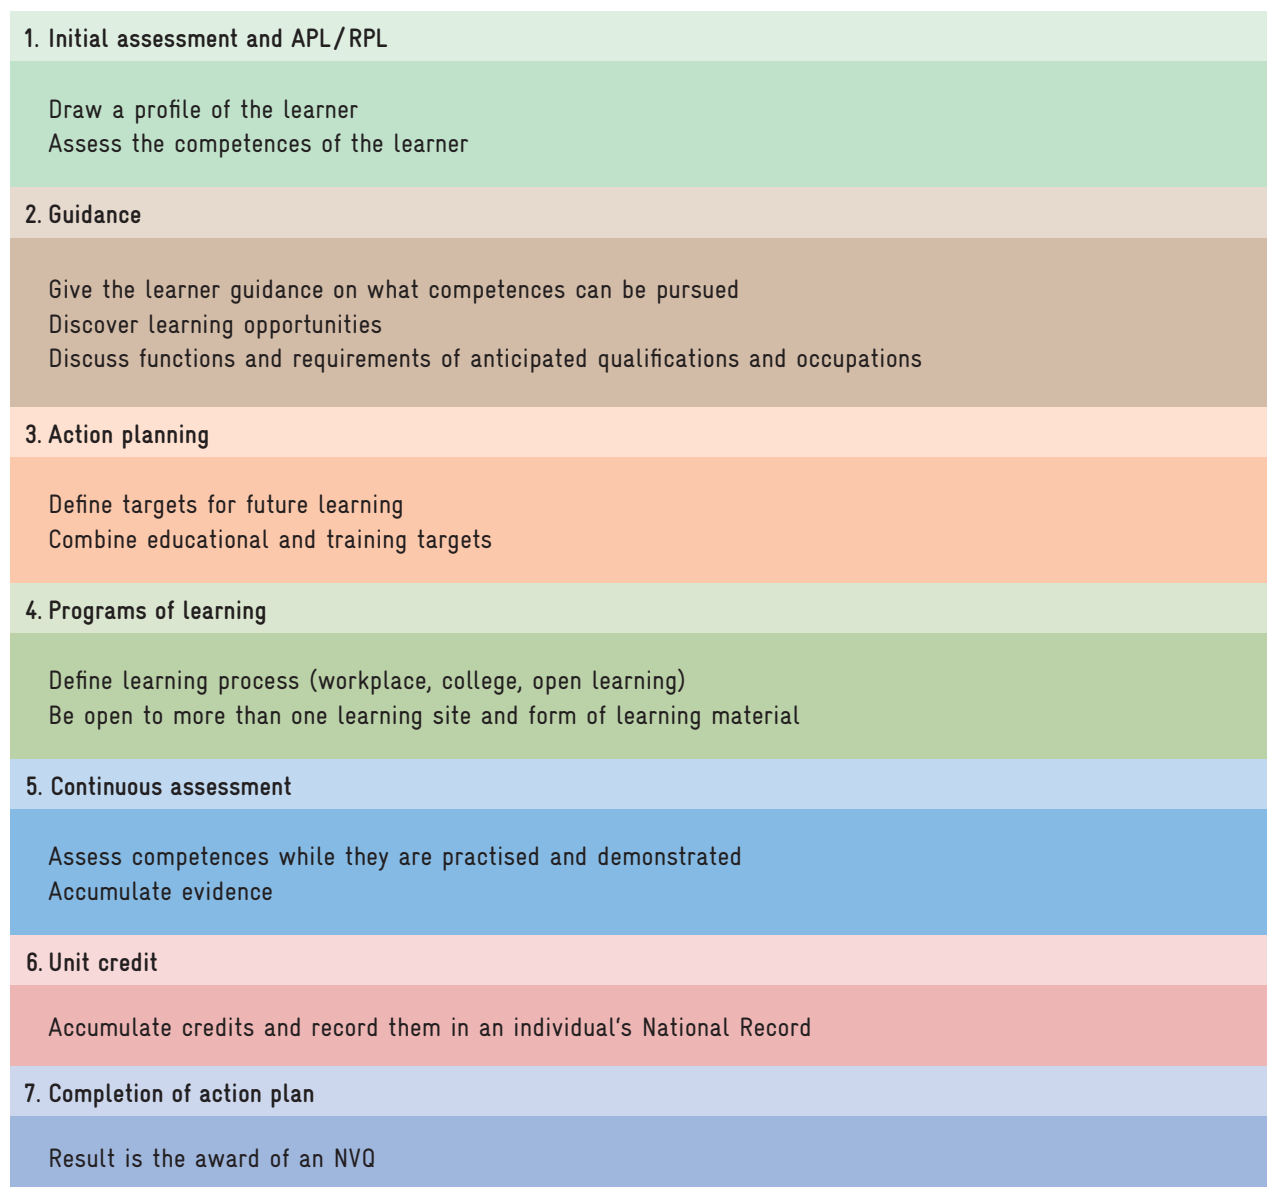 1. Initial assessment and APL/RPL
Draw a profile of the learner
Assess the competences of the learner
2. Guidance
Give the learner guidance on what competences can be pursued
Discover learning opportunities
Discuss functions and requirements of anticipated qualifications and occupations
3. Action planning
Define targets for future learning
Combine educational and training targets
4. Programs of learning
Define learning process (workplace, college, open learning)
Be open to more than one learning site and form of learning material
5. Continuous assessment
Assess competences while they are practised and demonstrated
Accumulate evidence
6. Unit credit
Accumulate credits and record them in an individual‘s National Record
7. Completion of action plan
Result is the award of an NVQ